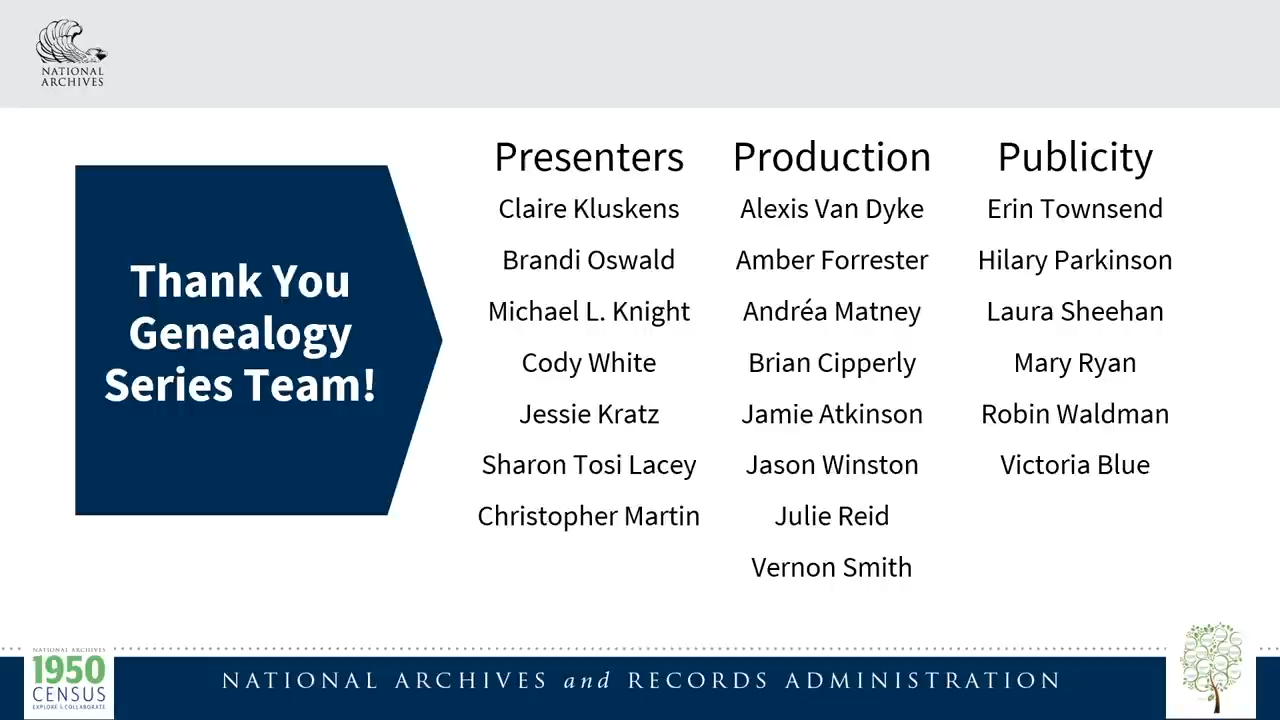 NATIONAL
ARCHIVES
Thank You
Genealogy
Series Team!
Presenters
Claire Kluskens
Brandi Oswald
Michael L. Knight
Cody White
Jessie Kratz
Sharon Tosi Lacey
Christopher Martin
Production
Alexis Van Dyke
Amber Forrester
Andréa Matney
Brian Cipperly
Jamie Atkinson
Jason Winston
Julie Reid
Vernon Smith
Publicity
Erin Townsend
Hilary Parkinson
Laura Sheehan
Mary Ryan
Robin Waldman
Victoria Blue
NATIONAL ARCHIVES
1950
CENSUS
EXPLORE & COLLABORATE
NATIONAL ARCHIVES and RECORDS ADMINISTRATION